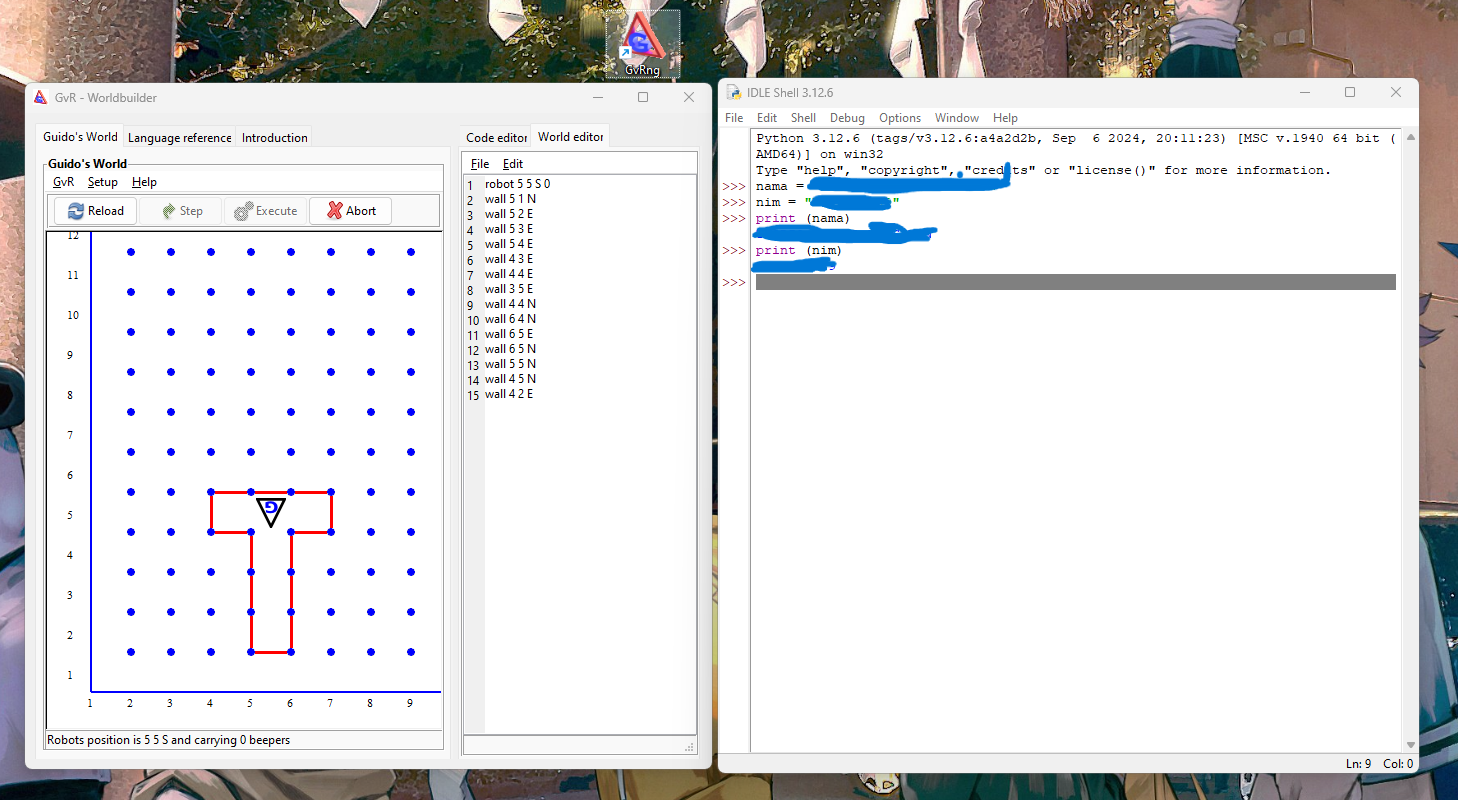 GvRng
GvR - Worldbuilder
Guido's World Language reference Introduction
Guido's World
GvR Setup Help
Reload Step Execute Abort
12
11
10
9
8
7
6
5
4
3
2
1
1 2 3 4 5 6 7 8 9
G
Robots position is 5 5 S and carrying 0 beepers
Code editor World editor
File Edit
1 robot 5 5 S 0
2 wall 5 1 N
3 wall 5 2 E
4 wall 5 3 E
5 wall 5 4 E
6 wall 4 3 E
7 wall 4 4 E
8 wall 3 5 E
9 wall 4 4 N
10 wall 6 4 N
11 wall 6 5 E
12 wall 6 5 N
13 wall 5 5 N
14 wall 4 5 N
15 wall 4 2 E
IDLE Shell 3.12.6
File Edit Shell Debug Options Window Help
Python 3.12.6 (tags/v3.12.6:a4a2d2b, Sep  6 2024, 20:11:23) [MSC v.1940 64 bit (
AMD64)] on win32
Type "help", "copyright", "credits" or "license()" for more information.
>>> nama =
>>> nim = " "
>>> print (nama)
>>> print (nim)
>>>
Ln: 9 Col: 0